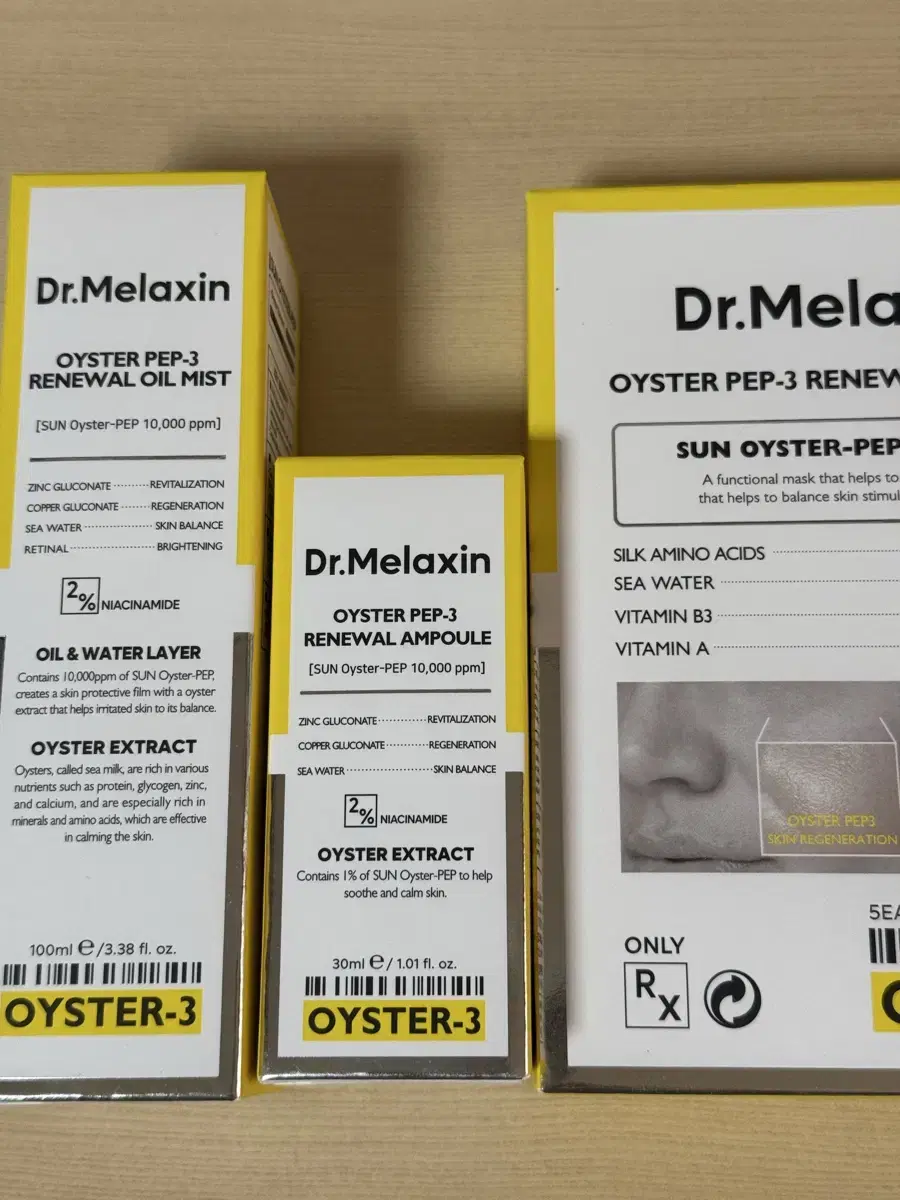 Dr.Melaxin
OYSTER PEP-3
RENEWAL OIL MIST
[SUN Oyster-PEP 10,000 ppm]
ZINC GLUCONATE ·········· REVITALIZATION
COPPER GLUCONATE ········ REGENERATION
SEA WATER ················· SKIN BALANCE
RETINAL ····················· BRIGHTENING
2% NIACINAMIDE
OIL & WATER LAYER
Contains 10,000ppm of SUN Oyster-PEP,
creates a skin protective film with a oyster
extract that helps irritated skin to its balance.
OYSTER EXTRACT
Oysters, called sea milk, are rich in various
nutrients such as protein, glycogen, zinc,
and calcium, and are especially rich in
minerals and amino acids, which are effective
in calming the skin.
100ml ℮/3.38 fl. oz.
OYSTER-3
Dr.Melaxin
OYSTER PEP-3
RENEWAL AMPOULE
[SUN Oyster-PEP 10,000 ppm]
ZINC GLUCONATE ············ REVITALIZATION
COPPER GLUCONATE ·········· REGENERATION
SEA WATER ···················· SKIN BALANCE
2% NIACINAMIDE
OYSTER EXTRACT
Contains 1% of SUN Oyster-PEP to help
soothe and calm skin.
30ml ℮/ 1.01 fl. oz.
OYSTER-3
Dr.Mela
OYSTER PEP-3 RENEW
SUN OYSTER-PEP
A functional mask that helps to
that helps to balance skin stimul
SILK AMINO ACIDS
SEA WATER
VITAMIN B3
VITAMIN A
OYSTER PEP3
SKIN REGENERATION
5EA
ONLY
RX
O